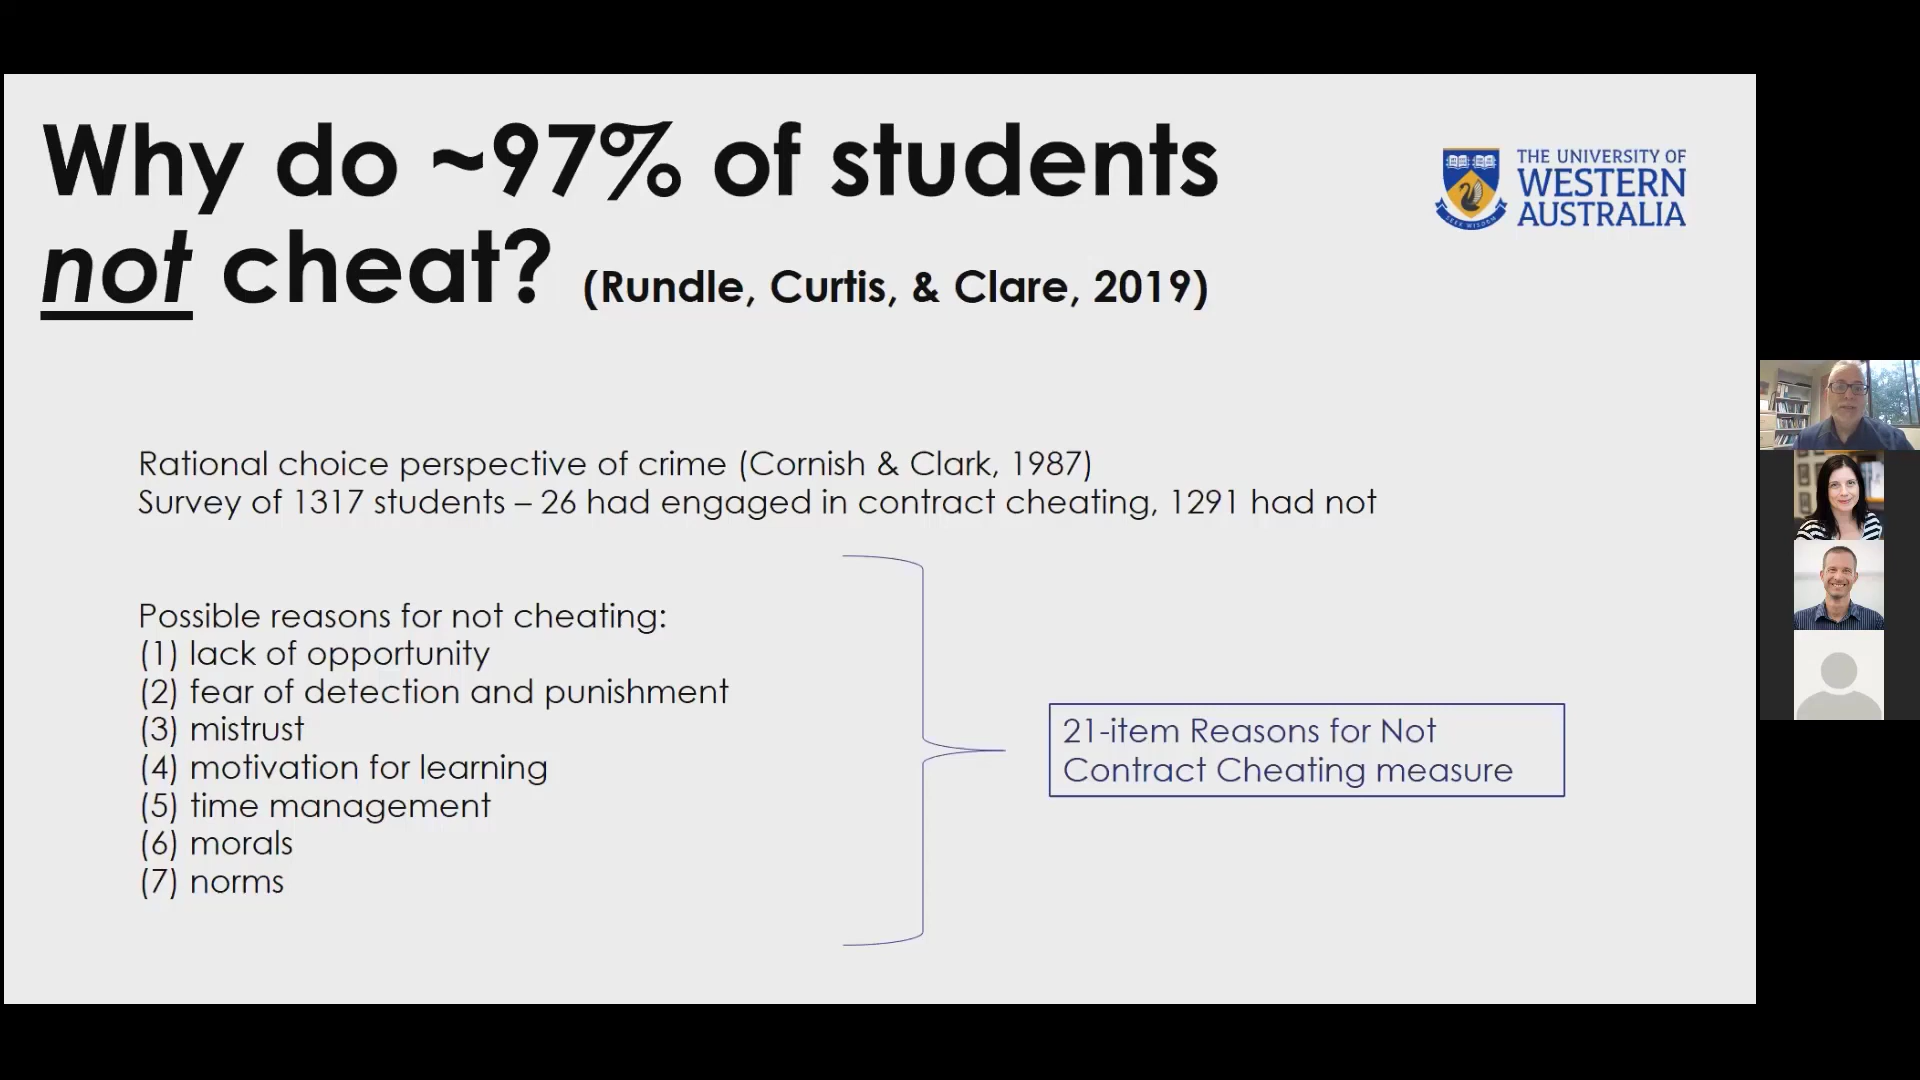 Why do ~97% of students
not cheat? (Rundle, Curtis, & Clare, 2019)
THE UNIVERSITY OF
WESTERN
AUSTRALIA
SEEK WISDOM
Rational choice perspective of crime (Cornish & Clark, 1987)
Survey of 1317 students – 26 had engaged in contract cheating, 1291 had not
Possible reasons for not cheating:
(1) lack of opportunity
(2) fear of detection and punishment
(3) mistrust
(4) motivation for learning
(5) time management
(6) morals
(7) norms
21-item Reasons for Not
Contract Cheating measure